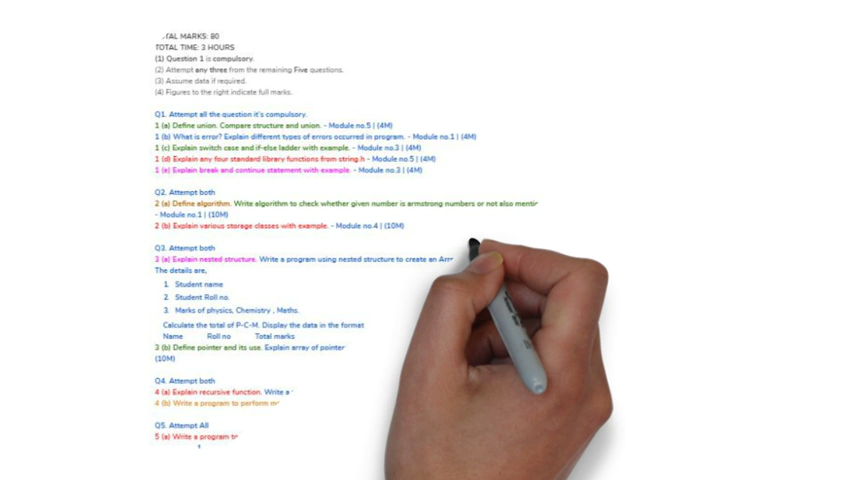 TAL MARKS: 80
TOTAL TIME: 3 HOURS
(1) Question 1 is compulsory.
(2) Attempt any three from the remaining Five questions.
(3) Assume data if required.
(4) Figures to the right indicate full marks.
Q1. Attempt all the question it's compulsory.
1 (a) Define union. Compare structure and union. - Module no.5 | (4M)
1 (b) What is error? Explain different types of errors occurred in program. - Module no.1 | (4M)
1 (c) Explain switch case and if-else ladder with example. - Module no.3 | (4M)
1 (d) Explain any four standard library functions from string.h - Module no.5 | (4M)
1 (e) Explain break and continue statement with example. - Module no.3 | (4M)
Q2. Attempt both
2 (a) Define algorithm. Write algorithm to check whether given number is armstrong numbers or not also
- Module no.1 | (10M)
2 (b) Explain various storage classes with example. - Module no.4 | (10M)
Q3. Attempt both
3 (a) Explain nested structure. Write a program using nested structure to create an
The details are,
1. Student name
2. Student Roll no.
3. Marks of physics, Chemistry , Maths.
Calculate the total of P-C-M. Display the data in the format
Name Roll no Total marks
3 (b) Define pointer and its use. Explain array of pointer
(10M)
Q4. Attempt both
4 (a) Explain recursive function. Write a
4 (b) Write a program to perform
Q5. Attempt All
5 (a) Write a program